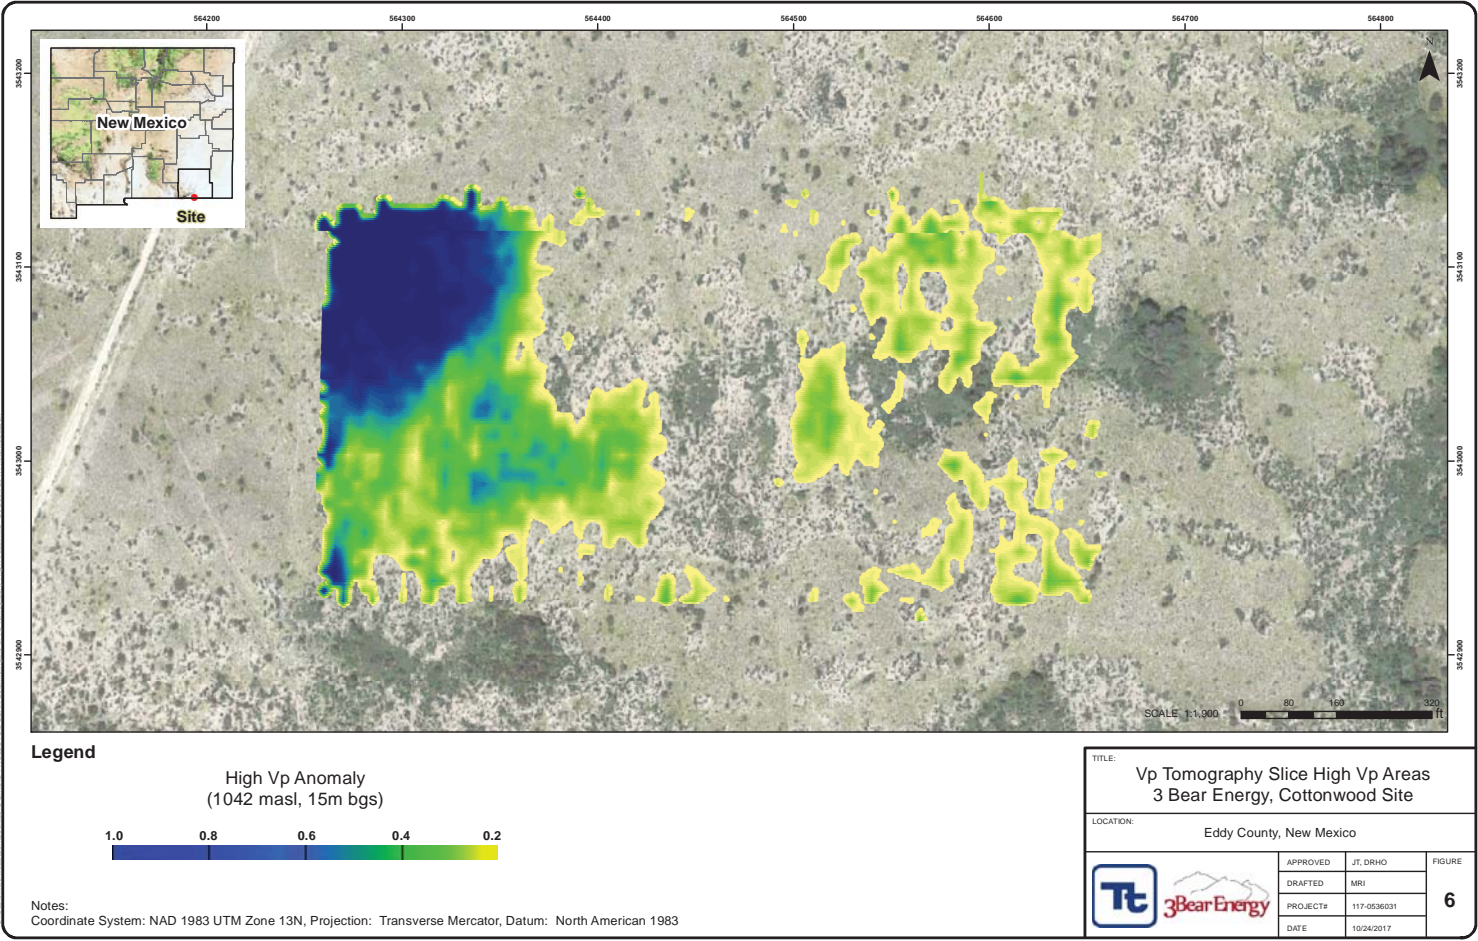 564200 564300 564400 564500 564600 564700 564800
3543200
3543100
3543000
3542900
3543200
3543100
3543000
3542900
N
New Mexico
Site
SCALE 1:1,900
0 80 160 320
ft
Legend
High Vp Anomaly
(1042 masl, 15m bgs)
1.0 0.8 0.6 0.4 0.2
Notes:
Coordinate System: NAD 1983 UTM Zone 13N, Projection: Transverse Mercator, Datum: North American 1983
TITLE:
Vp Tomography Slice High Vp Areas
3 Bear Energy, Cottonwood Site
LOCATION:
Eddy County, New Mexico
Tt
3BearEnergy
APPROVED JT, DRHO
DRAFTED MRI
PROJECT# 117-0536031
DATE 10/24/2017
FIGURE
6